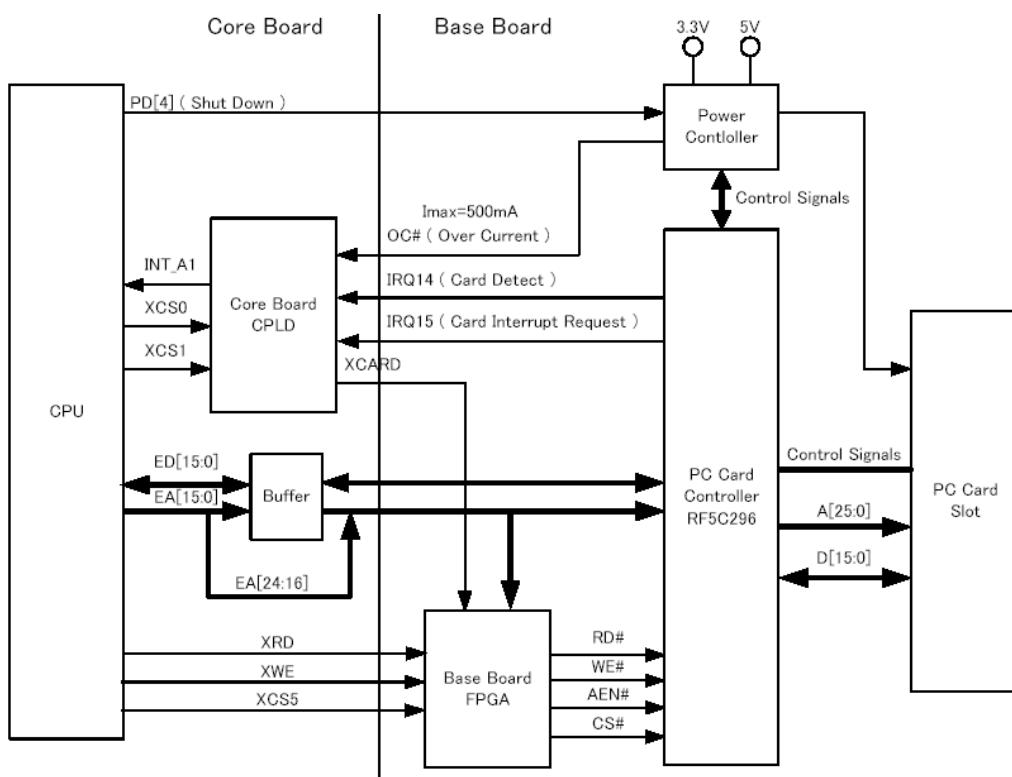 Core Board
Base Board
3.3V
5V
PD[4] ( Shut Down )
Power
Contloller
Control Signals
Imax=500mA
OC# ( Over Current )
INT_A1
IRQ14 ( Card Detect )
XCS0
Core Board
CPLD
IRQ15 ( Card Interrupt Request )
XCS1
XCARD
CPU
ED[15:0]
EA[15:0]
Buffer
EA[24:16]
PC Card
Controller
RF5C296
Control Signals
A[25:0]
D[15:0]
PC Card
Slot
XRD
XWE
XCS5
Base Board
FPGA
RD#
WE#
AEN#
CS#